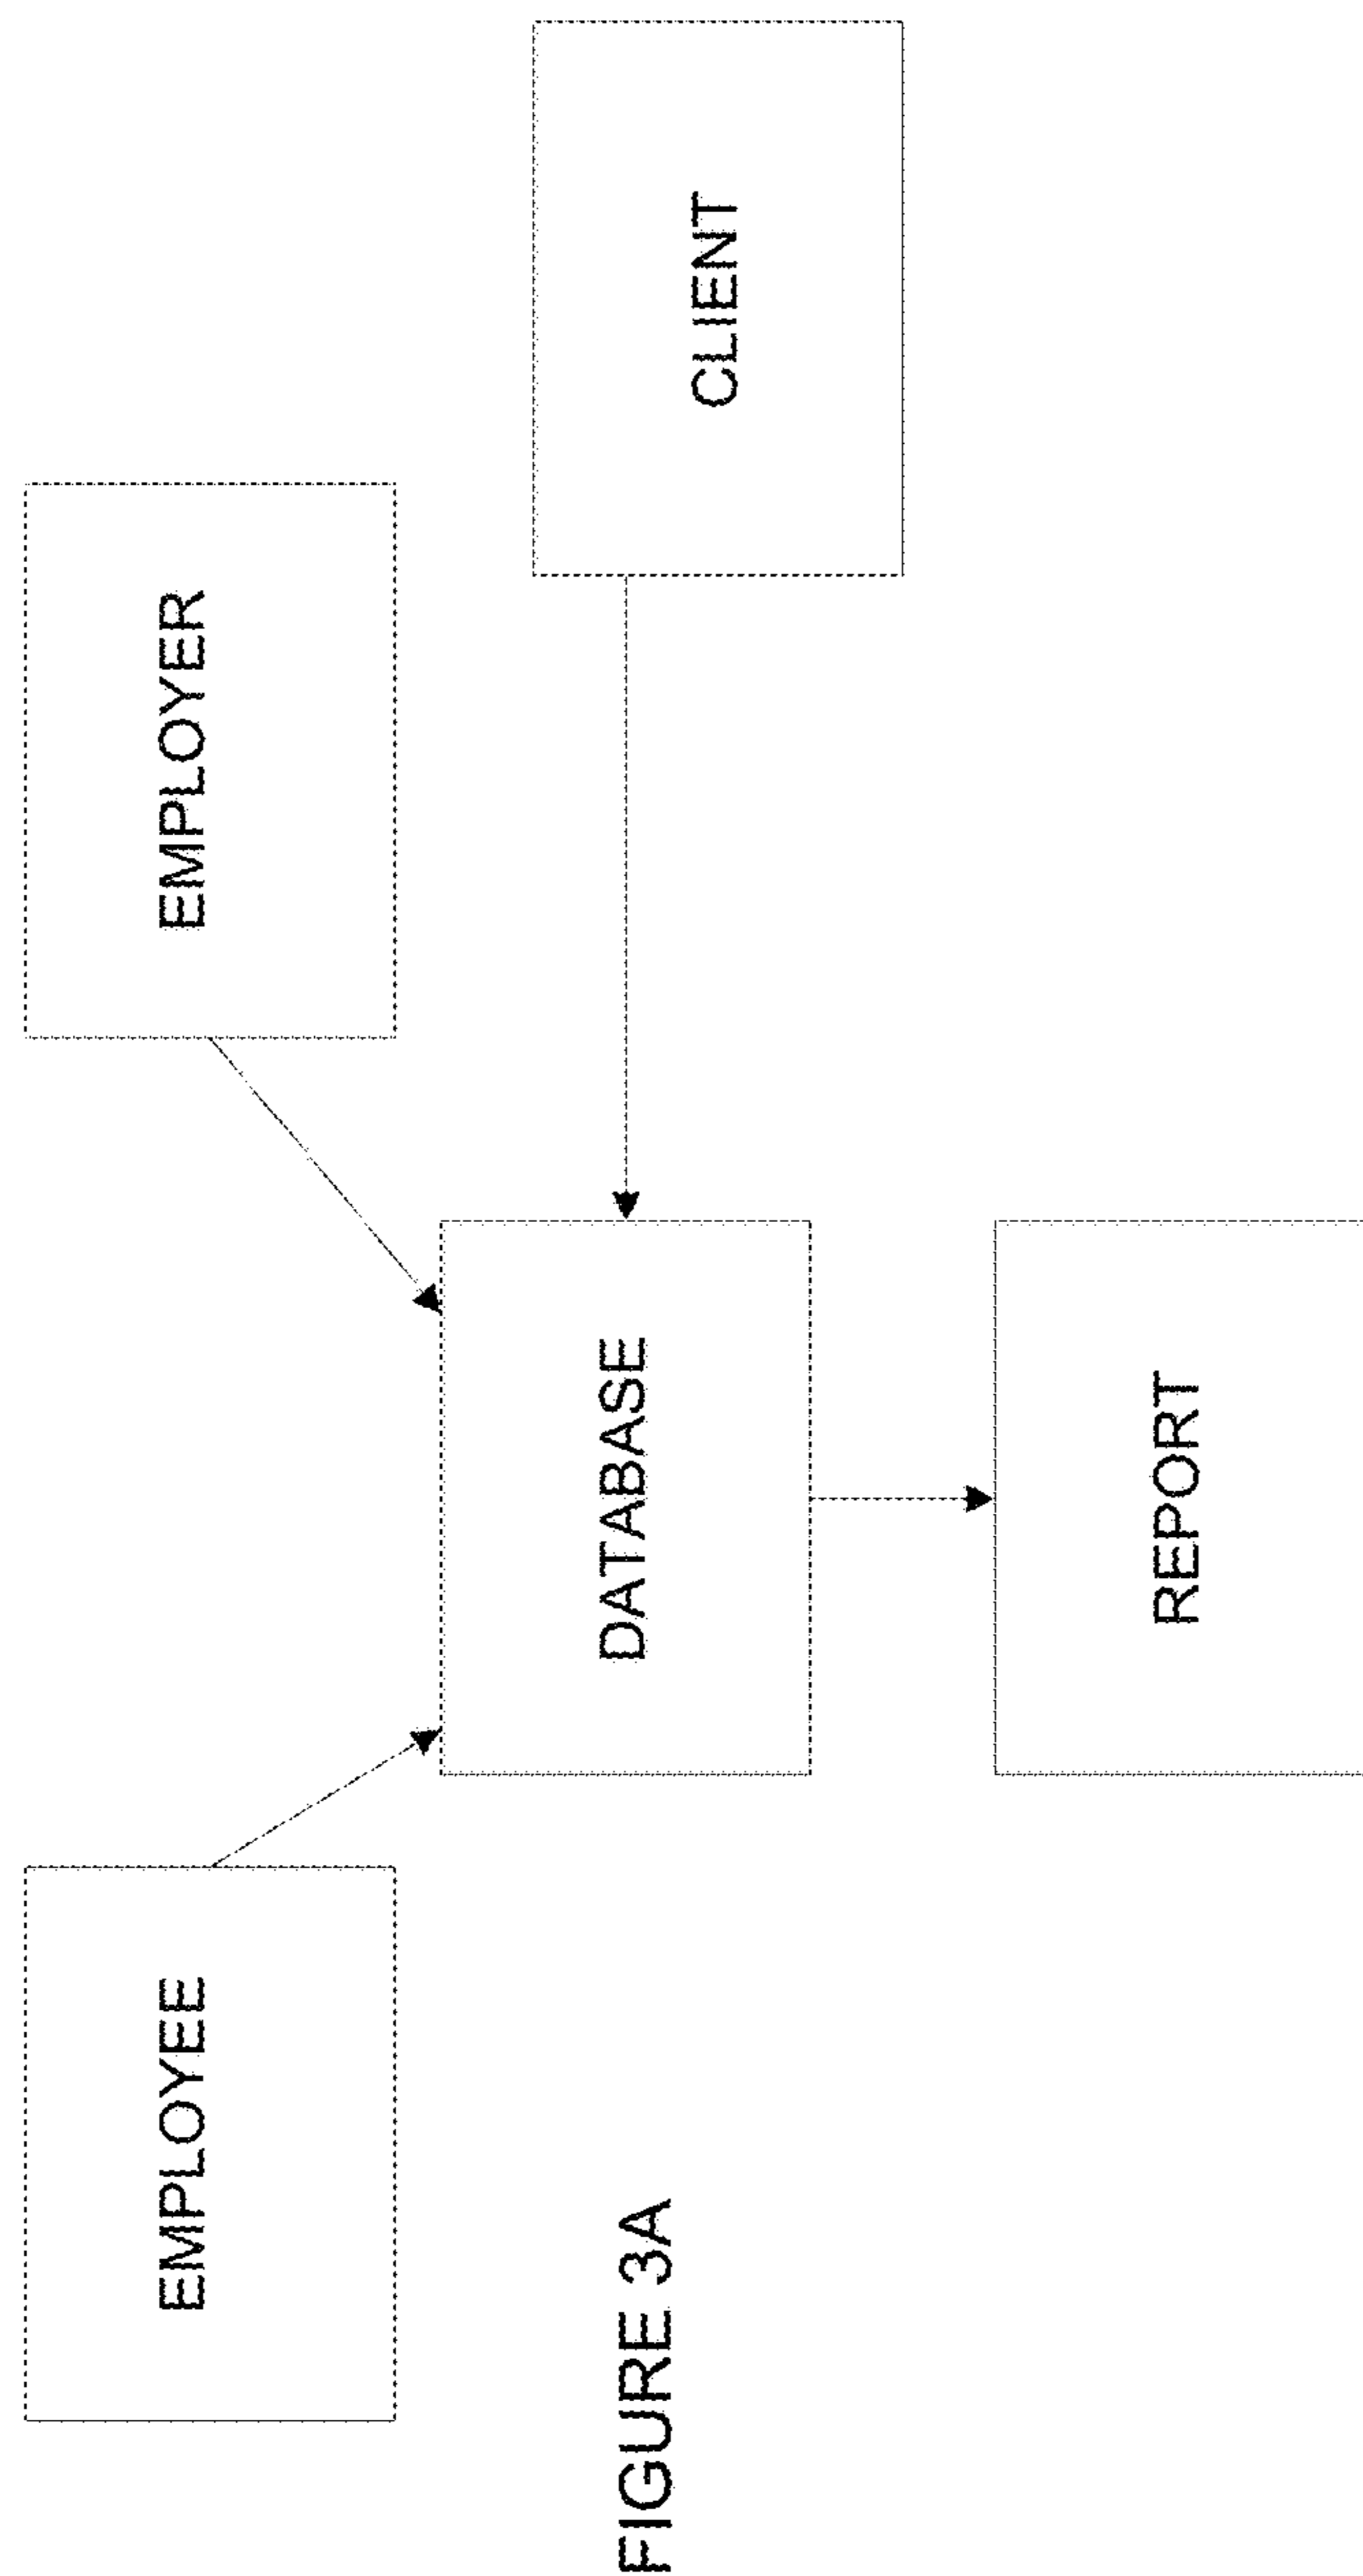 EMPLOYEE
EMPLOYER
DATABASE
CLIENT
REPORT
FIGURE 3A